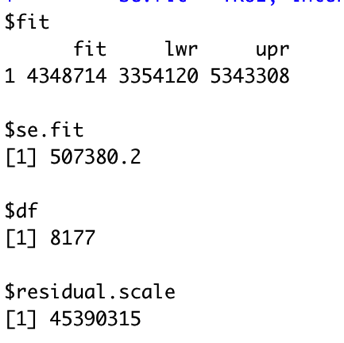 $fit
fit lwr upr
1 4348714 3354120 5343308
$se.fit
[1] 507380.2
$df
[1] 8177
$residual.scale
[1] 45390315